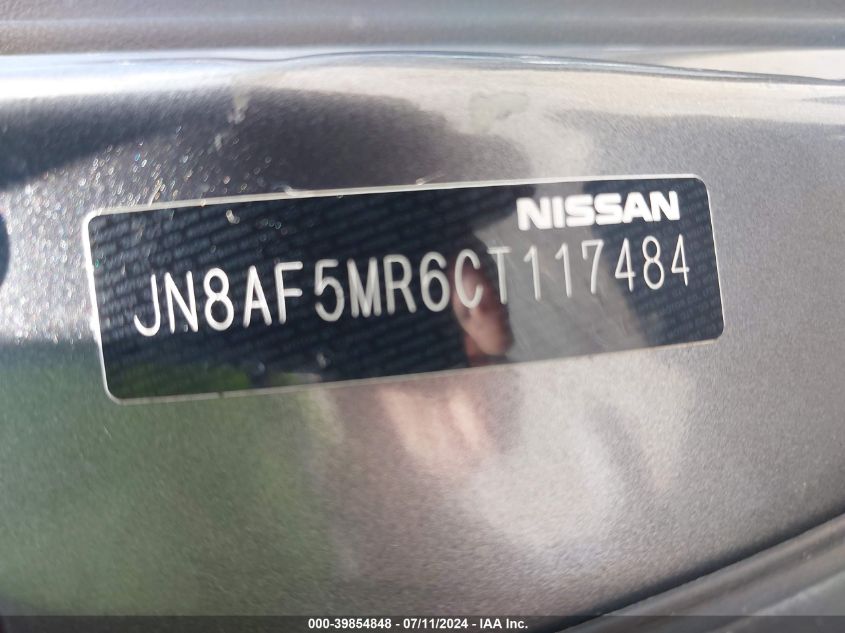 NISSAN
JN8AF5MR6CT117484
000-39854848 - 07/11/2024 - IAA Inc.